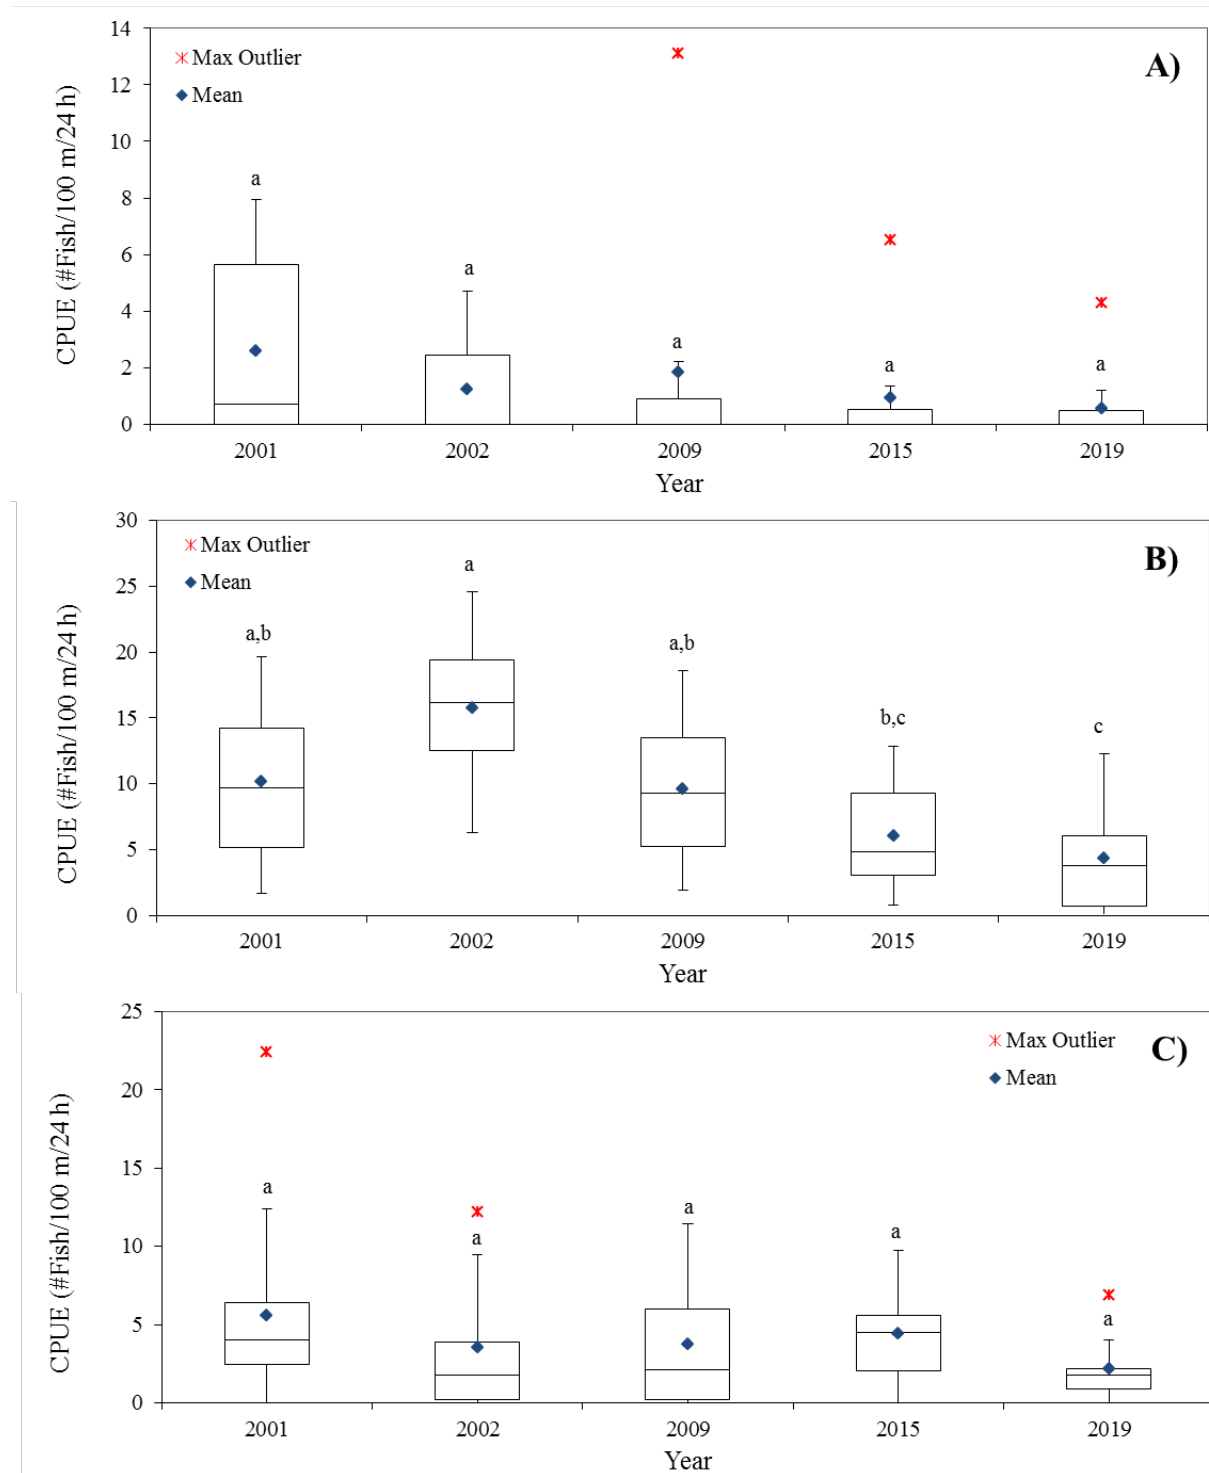 14
12
10
8
6
4
2
0
CPUE (#Fish/100 m/24 h)
Max Outlier
Mean
A)
a
a
a
a
a
2001
2002
2009
2015
2019
Year
30
25
20
15
10
5
0
CPUE (#Fish/100 m/24 h)
Max Outlier
Mean
B)
a,b
a
a,b
b,c
c
2001
2002
2009
2015
2019
Year
25
20
15
10
5
0
CPUE (#Fish/100 m/24 h)
Max Outlier
Mean
C)
a
a
a
a
a
2001
2002
2009
2015
2019
Year